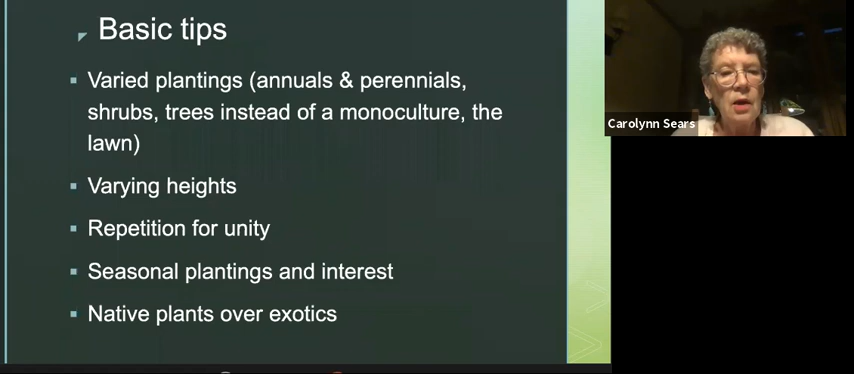 Basic tips
Varied plantings (annuals & perennials,
shrubs, trees instead of a monoculture, the
lawn)
Varying heights
Repetition for unity
Seasonal plantings and interest
Native plants over exotics
Carolynn Sears